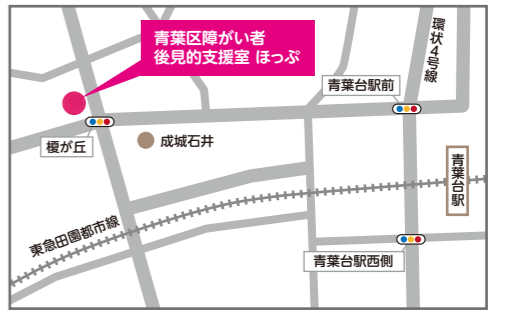 青葉区障がい者
後見的支援室 ほっぷ
環状4号線
青葉台駅前
榎が丘
成城石井
青葉台駅
東急田園都市線
青葉台駅西側